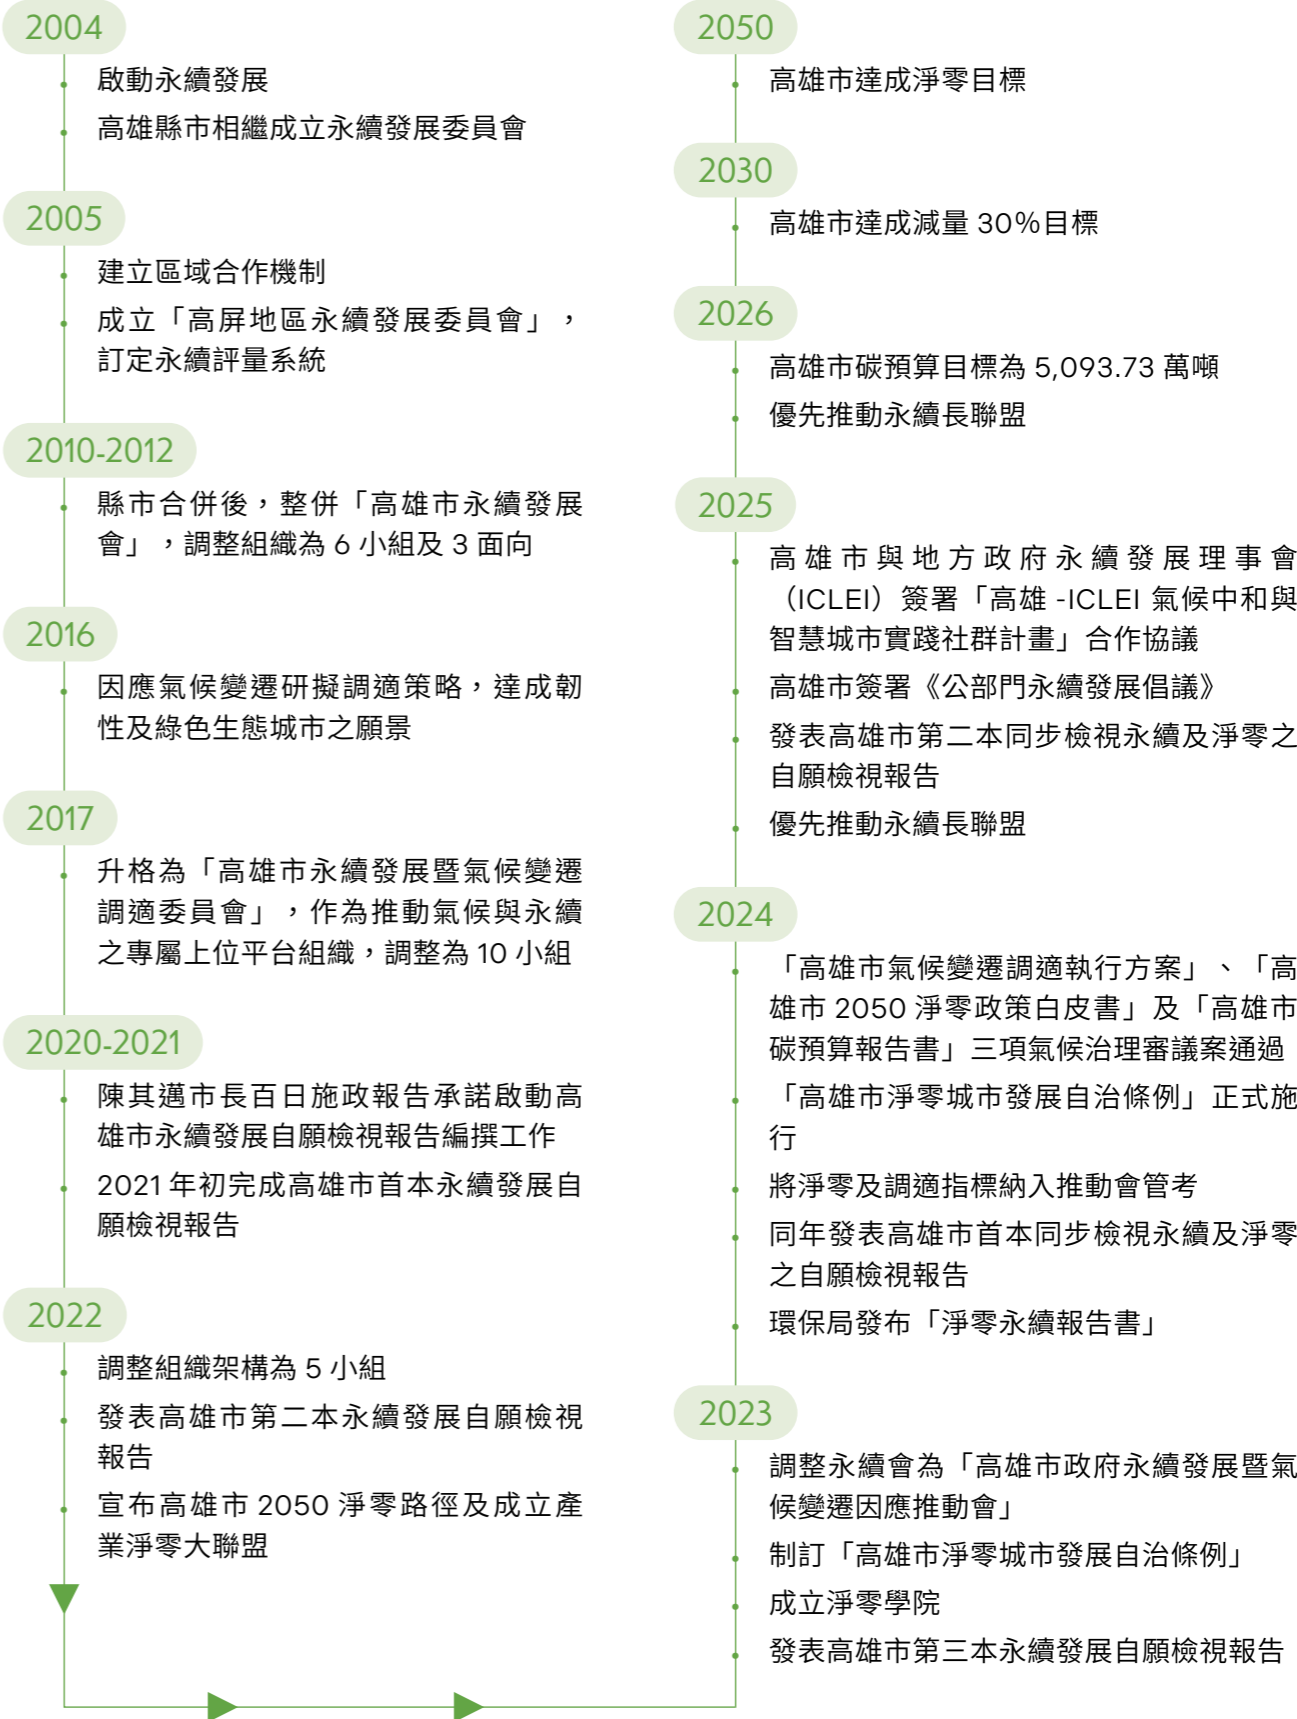 2004
啟動永續發展
高雄縣市相繼成立永續發展委員會
2005
建立區域合作機制
成立「高屏地區永續發展委員會」，
訂定永續評量系統
2010-2012
縣市合併後，整併「高雄市永續發展
會」，調整組織為 6 小組及 3 面向
2016
因應氣候變遷研擬調適策略，達成韌
性及綠色生態城市之願景
2017
升格為「高雄市永續發展暨氣候變遷
調適委員會」，作為推動氣候與永續
之專屬上位平台組織，調整為 10 小組
2020-2021
陳其邁市長百日施政報告承諾啟動高
雄市永續發展自願檢視報告編撰工作
2021 年初完成高雄市首本永續發展自
願檢視報告
2022
調整組織架構為 5 小組
發表高雄市第二本永續發展自願檢視
報告
宣布高雄市 2050 淨零路徑及成立產
業淨零大聯盟
2050
高雄市達成淨零目標
2030
高雄市達成減量 30%目標
2026
高雄市碳預算目標為 5,093.73 萬噸
優先推動永續長聯盟
2025
高雄市與地方政府永續發展理事會
（ICLEI）簽署「高雄 -ICLEI 氣候中和與
智慧城市實踐社群計畫」合作協議
高雄市簽署《公部門永續發展倡議》
發表高雄市第二本同步檢視永續及淨零之
自願檢視報告
優先推動永續長聯盟
2024
「高雄市氣候變遷調適執行方案」、「高
雄市 2050 淨零政策白皮書」及「高雄市
碳預算報告書」三項氣候治理審議案通過
「高雄市淨零城市發展自治條例」正式施
行
將淨零及調適指標納入推動會管考
同年發表高雄市首本同步檢視永續及淨零
之自願檢視報告
環保局發布「淨零永續報告書」
2023
調整永續會為「高雄市政府永續發展暨氣
候變遷因應推動會」
制訂「高雄市淨零城市發展自治條例」
成立淨零學院
發表高雄市第三本永續發展自願檢視報告